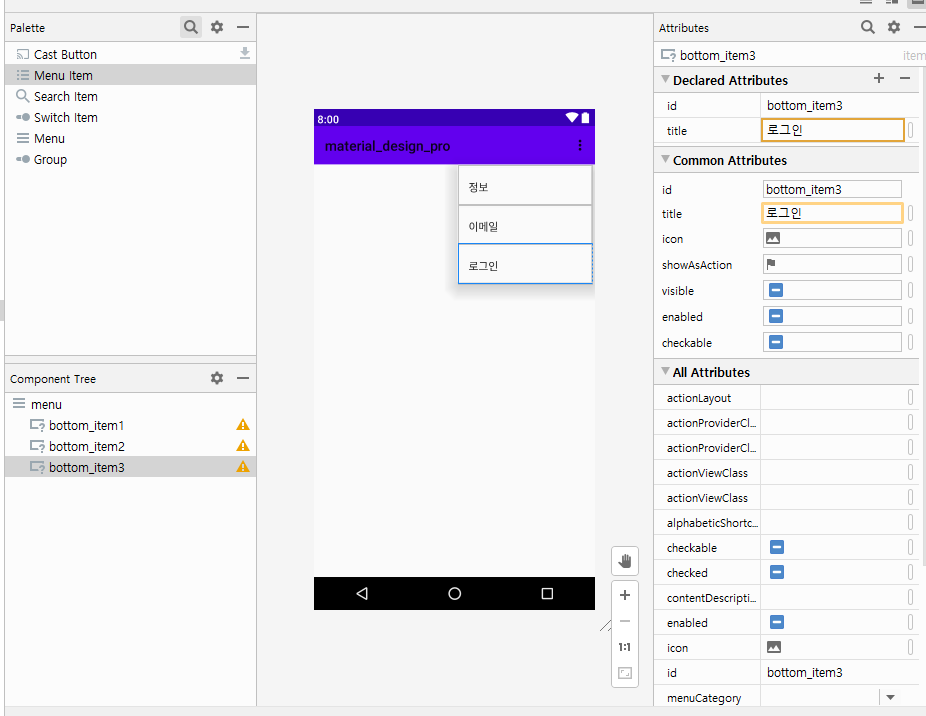 Palette
Cast Button
Menu Item
Search Item
Switch Item
Menu
Group
Component Tree
menu
bottom_item1
bottom_item2
bottom_item3
8:00
material_design_pro
정보
이메일
로그인
1:1
Attributes
bottom_item3 item
Declared Attributes
id bottom_item3
title 로그인
Common Attributes
id bottom_item3
title 로그인
icon
showAsAction
visible
enabled
checkable
All Attributes
actionLayout
actionProviderCl...
actionProviderCl...
actionViewClass
actionViewClass
alphabeticShortc...
checkable
checked
contentDescripti...
enabled
icon
id bottom_item3
menuCategory